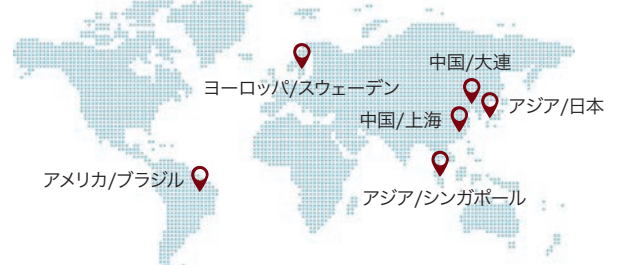 中国/大連
ヨーロッパ/スウェーデン
アジア/日本
中国/上海
アメリカ/ブラジル
アジア/シンガポール